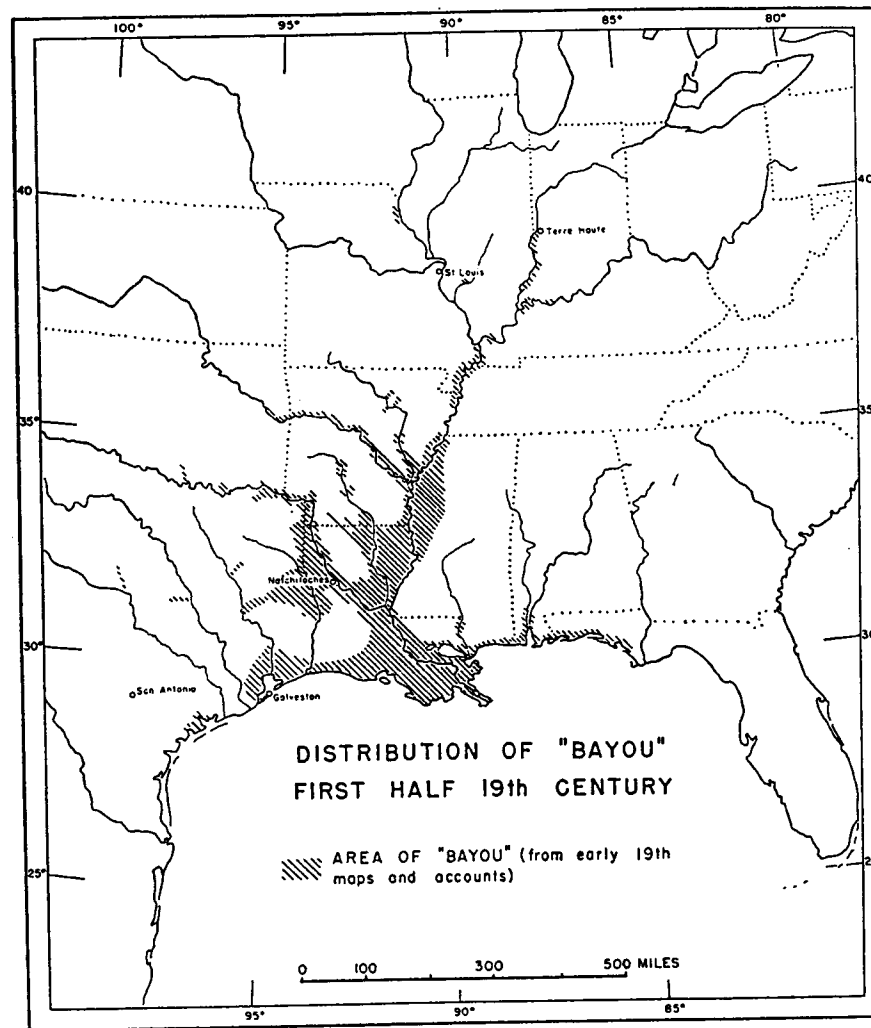 100° 95° 90° 85° 80°
40 40
Terre Haute
St Louis
35° 35
Natchitoches
30° 30
San Antonio
Galveston
DISTRIBUTION OF "BAYOU"
FIRST HALF 19th CENTURY
AREA OF "BAYOU" (from early 19th
maps and accounts)
25° 25
0 100 300 500 MILES
95° 90° 85°